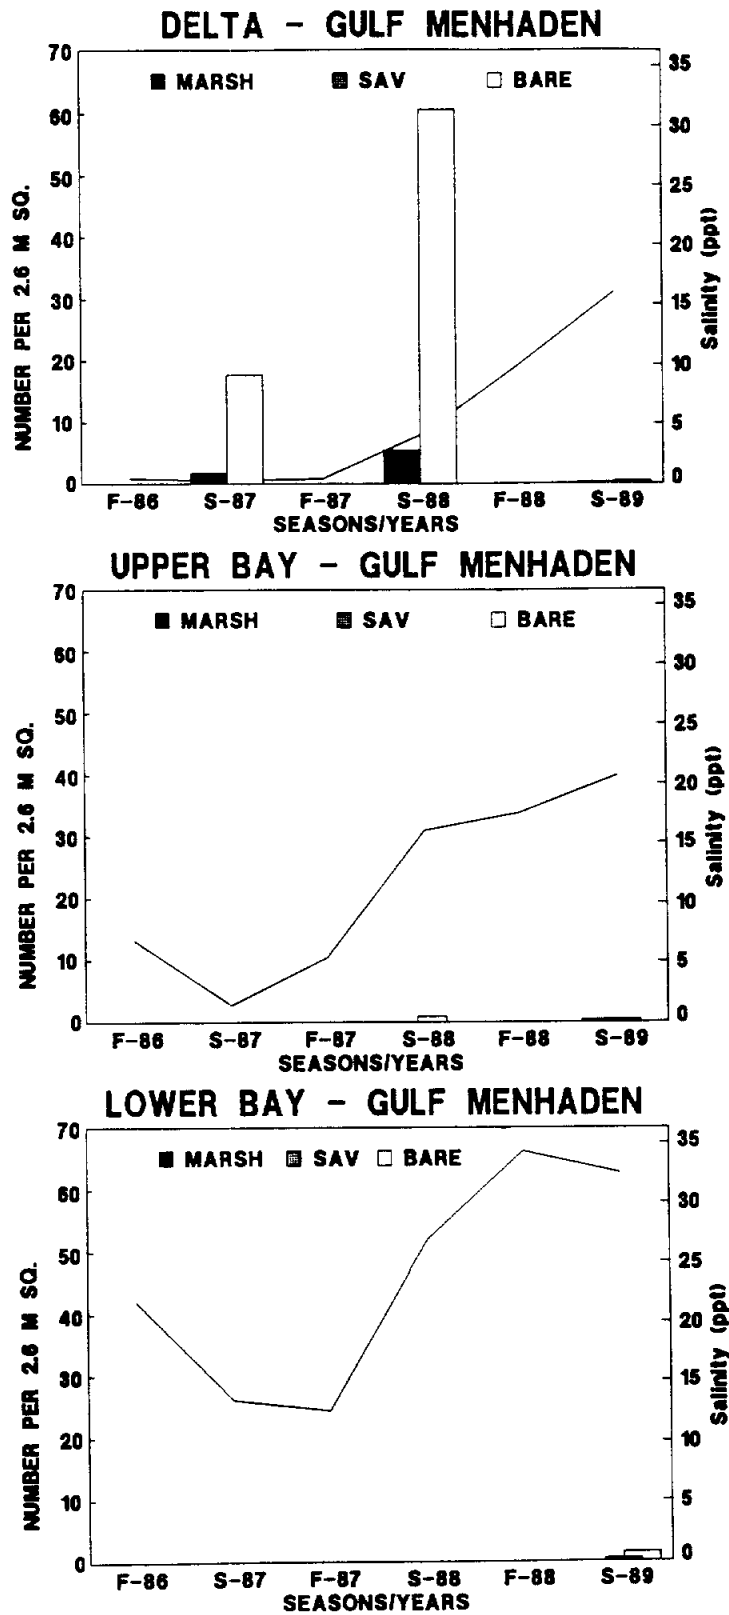 DELTA - GULF MENHADEN
MARSH SAV BARE
70
60
50
40
30
20
10
0
NUMBER PER 2.6 M SQ.
35
30
25
20
15
10
5
0
Salinity (ppt)
F-86 S-87 F-87 S-88 F-88 S-89
SEASONS/YEARS
UPPER BAY - GULF MENHADEN
MARSH SAV BARE
70
60
50
40
30
20
10
0
NUMBER PER 2.6 M SQ.
35
30
25
20
15
10
5
0
Salinity (ppt)
F-86 S-87 F-87 S-88 F-88 S-89
SEASONS/YEARS
LOWER BAY - GULF MENHADEN
MARSH SAV BARE
70
60
50
40
30
20
10
0
NUMBER PER 2.6 M SQ.
35
30
25
20
15
10
5
0
Salinity (ppt)
F-86 S-87 F-87 S-88 F-88 S-89
SEASONS/YEARS